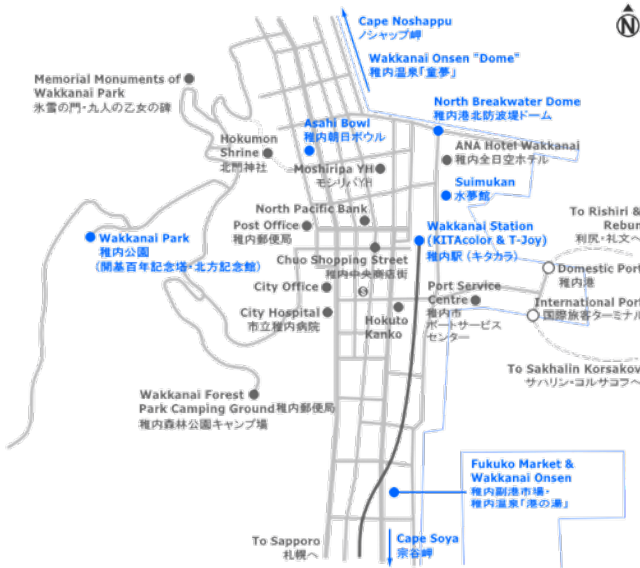 N
Cape Noshappu
ノシャップ岬
Wakkanai Onsen "Dome"
稚内温泉「童夢」
Memorial Monuments of
Wakkanai Park
氷雪の門・九人の乙女の碑
Asahi Bowl
稚内朝日ボウル
North Breakwater Dome
稚内港北防波堤ドーム
Hokumon
Shrine
北門神社
ANA Hotel Wakkanai
稚内全日空ホテル
Moshiripa YH
モシリパYH
Suimukan
水夢館
North Pacific Bank
Post Office
稚内郵便局
Wakkanai Station
(KITAcolor & T-Joy)
稚内駅（キタカラ）
To Rishiri &
Rebun
利尻・礼文へ
Wakkanai Park
稚内公園
（開基百年記念塔・北方記念館）
Chuo Shopping Street
稚内中央商店街
Domestic Port
稚内港
City Office
Port Service
Centre
稚内市
ポートサービス
センター
International Port
国際旅客ターミナル
City Hospital
市立稚内病院
Hokuto
Kanko
To Sakhalin Korsakov
サハリン・コルサコフへ
Wakkanai Forest
Park Camping Ground稚内郵便局
稚内森林公園キャンプ場
Fukuko Market &
Wakkanai Onsen
稚内副港市場・
稚内温泉「港の湯」
To Sapporo
札幌へ
Cape Soya
宗谷岬